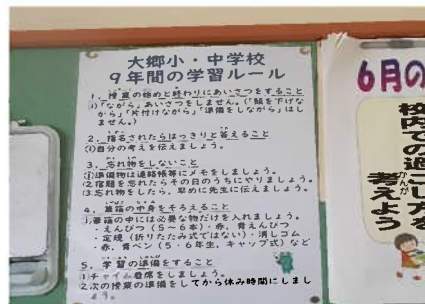 大郷小・中学校
9年間の学習ルール
1．授業の始めと終わりにあいさつをすること
①「ながら」あいさつをしません。（「頭を下げな
がら」「片付けながら」「準備をしながら」はし
ません。）
2．指名されたらはっきりと答えること
①自分の考えを伝えましょう。
3．忘れ物をしないこと
①準備物は連絡帳等にメモをしましょう。
②宿題を忘れたらその日のうちにやりましょう。
③忘れ物をしたら、早めに先生に伝えましょう。
4．筆箱の中身をそろえること
①筆箱の中には必要な物だけを入れましょう。
・えんぴつ（5～6本）・赤、青えんぴつ
・定規（折りたたみ式ではない）・消しゴム
・赤、青ペン（5・6年生、キャップ式）など
5．学習の準備をすること
①チャイム着席をしましょう。
2次の授業の準備をしてから休み時間にしまし
ょう。
6月の
校内での過ごし方を
考えよう
かんが